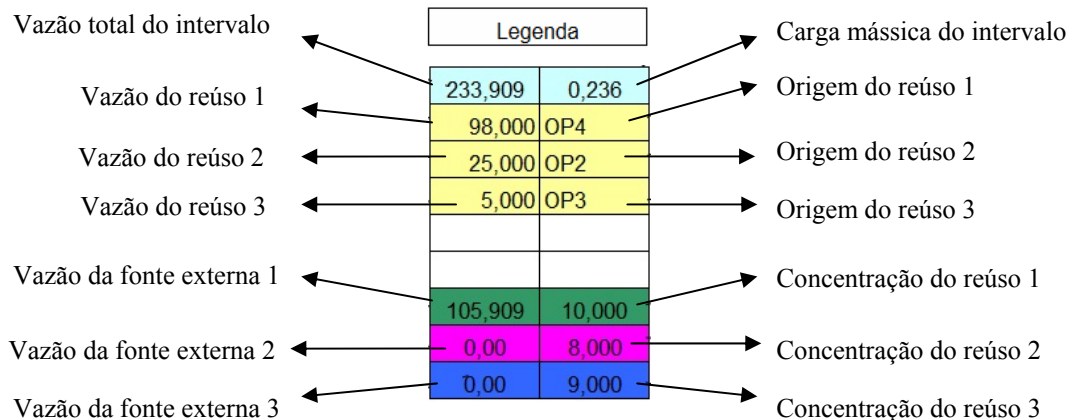 Legenda
Vazão total do intervalo
233,909 0,236
Carga mássica do intervalo
Vazão do reúso 1
98,000 OP4
Origem do reúso 1
Vazão do reúso 2
25,000 OP2
Origem do reúso 2
Vazão do reúso 3
5,000 OP3
Origem do reúso 3
Vazão da fonte externa 1
105,909 10,000
Concentração do reúso 1
Vazão da fonte externa 2
0,00 8,000
Concentração do reúso 2
Vazão da fonte externa 3
0,00 9,000
Concentração do reúso 3